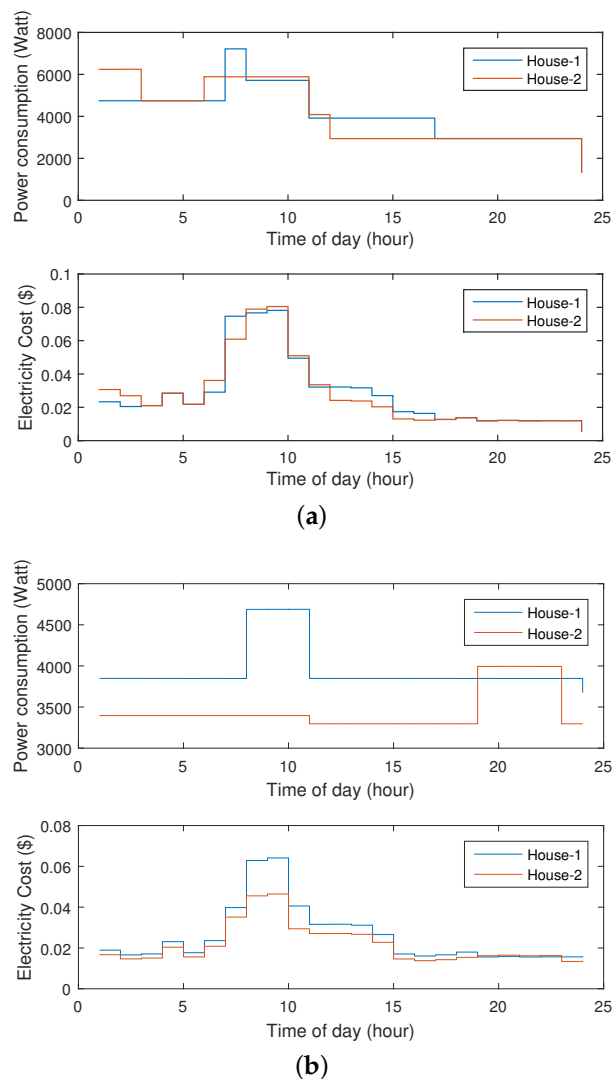 Power consumption (Watt)
8000
6000
4000
2000
0
House-1
House-2
0 5 10 15 20 25
Time of day (hour)
Electricity Cost ($)
0.1
0.08
0.06
0.04
0.02
0
House-1
House-2
0 5 10 15 20 25
Time of day (hour)
(a)
Power consumption (Watt)
5000
4500
4000
3500
3000
House-1
House-2
0 5 10 15 20 25
Time of day (hour)
Electricity Cost ($)
0.08
0.06
0.04
0.02
0
House-1
House-2
0 5 10 15 20 25
Time of day (hour)
(b)